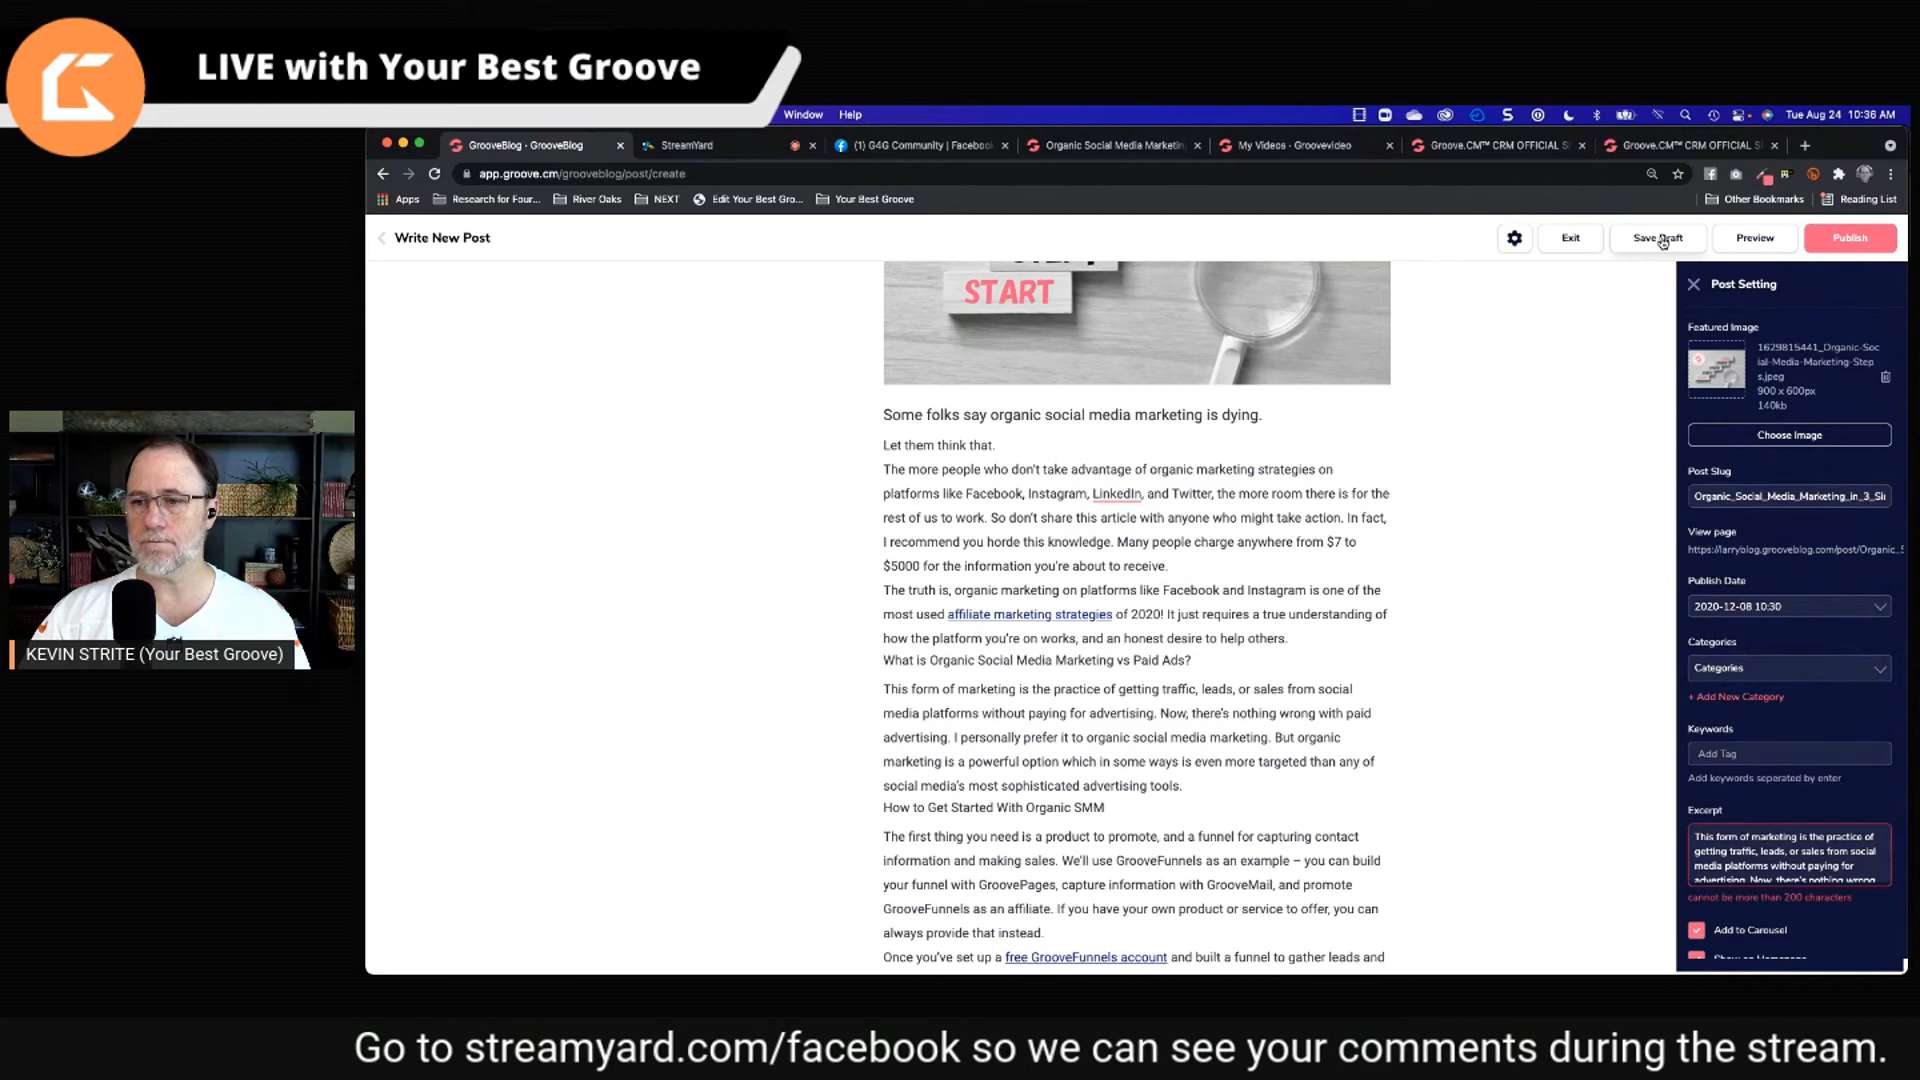 LIVE with Your Best Groove
Window Help
Tue Aug 24 10:36 AM
GrooveBlog - GrooveBlog
StreamYard
(1) G4G Community | Facebook
Organic Social Media Marketin
My Videos - Groovevideo
Groove.CM™ CRM OFFICIAL S
Groove.CM™ CRM OFFICIAL S
app.groove.cm/grooveblog/post/create
Apps
Research for Four...
River Oaks
NEXT
Edit Your Best Gro...
Your Best Groove
Other Bookmarks
Reading List
Write New Post
Exit
Save Draft
Preview
Publish
START
Some folks say organic social media marketing is dying.
Let them think that.
The more people who don't take advantage of organic marketing strategies on
platforms like Facebook, Instagram, LinkedIn, and Twitter, the more room there is for the
rest of us to work. So don't share this article with anyone who might take action. In fact,
I recommend you horde this knowledge. Many people charge anywhere from $7 to
$5000 for the information you're about to receive.
The truth is, organic marketing on platforms like Facebook and Instagram is one of the
most used affiliate marketing strategies of 2020! It just requires a true understanding of
how the platform you're on works, and an honest desire to help others.
What is Organic Social Media Marketing vs Paid Ads?
This form of marketing is the practice of getting traffic, leads, or sales from social
media platforms without paying for advertising. Now, there's nothing wrong with paid
advertising. I personally prefer it to organic social media marketing. But organic
marketing is a powerful option which in some ways is even more targeted than any of
social media's most sophisticated advertising tools.
How to Get Started With Organic SMM
The first thing you need is a product to promote, and a funnel for capturing contact
information and making sales. We'll use GrooveFunnels as an example – you can build
your funnel with GroovePages, capture information with GrooveMail, and promote
GrooveFunnels as an affiliate. If you have your own product or service to offer, you can
always provide that instead.
Once you've set up a free GrooveFunnels account and built a funnel to gather leads and
Post Setting
Featured Image
1629815441_Organic-Soc
ial-Media-Marketing-Step
s.jpeg
900 x 600px
140kb
Choose Image
Post Slug
Organic_Social_Media_Marketing_in_3_Si
View page
https://larryblog.grooveblog.com/post/Organic_S
Publish Date
2020-12-08 10:30
Categories
Categories
+ Add New Category
Keywords
Add Tag
Add keywords seperated by enter
Excerpt
This form of marketing is the practice of
getting traffic, leads, or sales from social
media platforms without paying for
advertising. Now, there's nothing wrong
cannot be more than 200 characters
Add to Carousel
Show on Homepage
KEVIN STRITE (Your Best Groove)
Go to streamyard.com/facebook so we can see your comments during the stream.